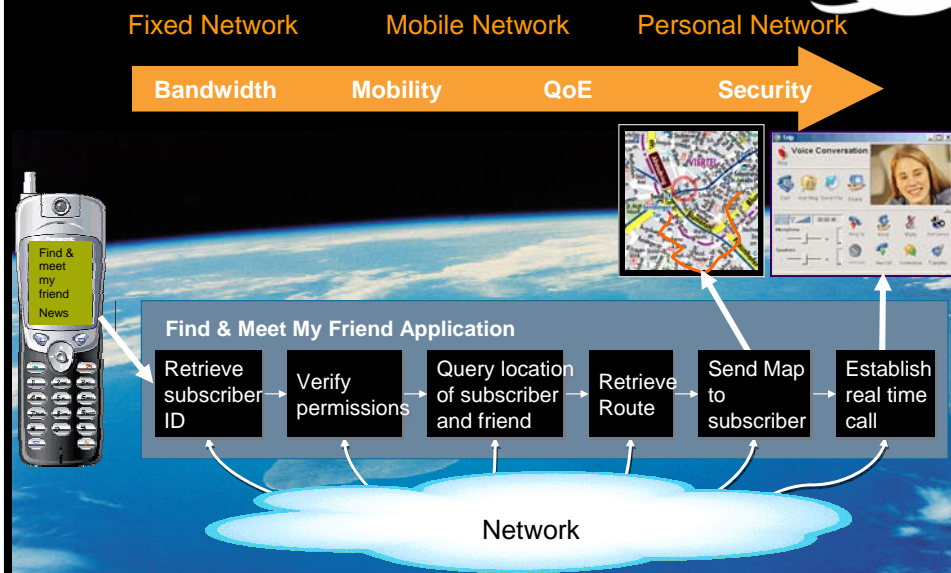 Fixed Network Mobile Network Personal Network
Bandwidth Mobility QoE Security
VIERTEL
Trip
Voice Conversation
Find &
meet
my
friend
News
Find & Meet My Friend Application
Retrieve
subscriber
ID
Verify
permissions
Query location
of subscriber
and friend
Retrieve
Route
Send Map
to
subscriber
Establish
real time
call
Network